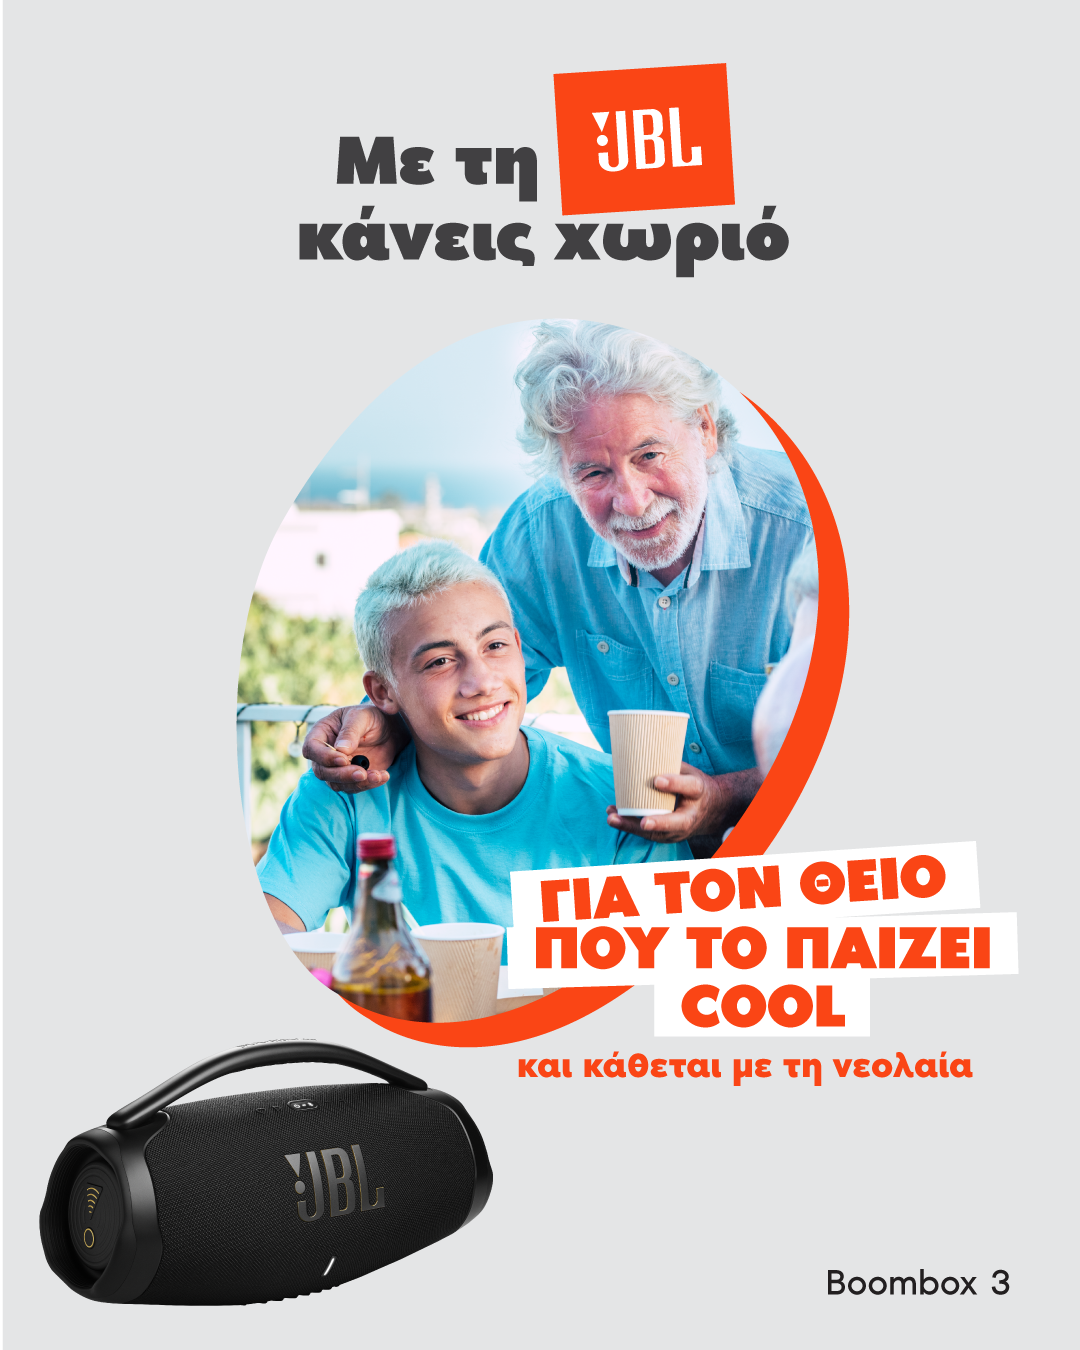 Με τη JBL
κάνεις χωριό
ΓΙΑ ΤΟΝ ΘΕΙΟ
ΠΟΥ ΤΟ ΠΑΙΖΕΙ
COOL
και κάθεται με τη νεολαία
JBL
Boombox 3